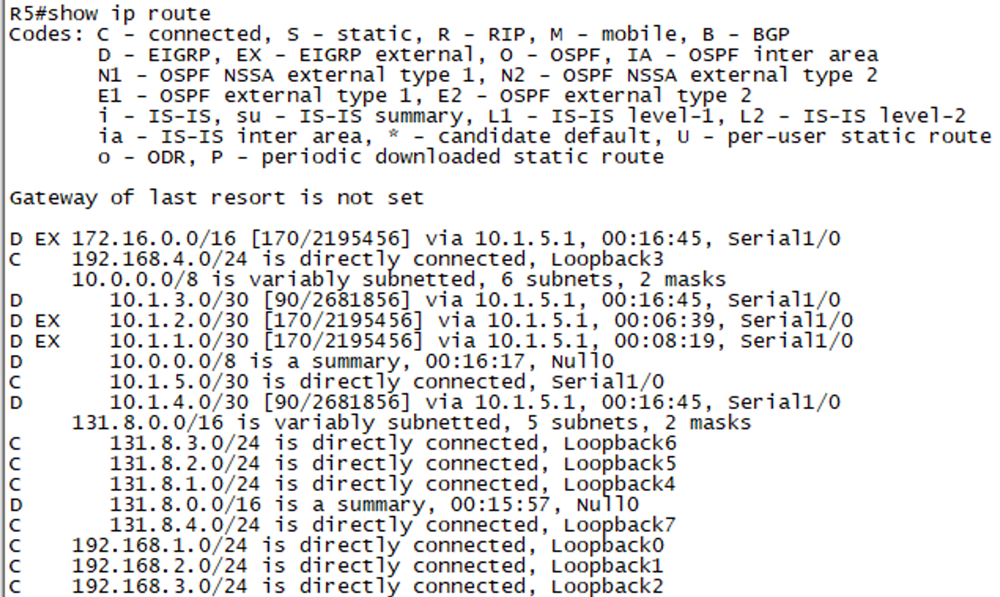 R5#show ip route
Codes: C - connected, S - static, R - RIP, M - mobile, B - BGP
       D - EIGRP, EX - EIGRP external, O - OSPF, IA - OSPF inter area
       N1 - OSPF NSSA external type 1, N2 - OSPF NSSA external type 2
       E1 - OSPF external type 1, E2 - OSPF external type 2
       i - IS-IS, su - IS-IS summary, L1 - IS-IS level-1, L2 - IS-IS level-2
       ia - IS-IS inter area, * - candidate default, U - per-user static route
       o - ODR, P - periodic downloaded static route

Gateway of last resort is not set

D EX 172.16.0.0/16 [170/2195456] via 10.1.5.1, 00:16:45, Serial1/0
C    192.168.4.0/24 is directly connected, Loopback3
     10.0.0.0/8 is variably subnetted, 6 subnets, 2 masks
D       10.1.3.0/30 [90/2681856] via 10.1.5.1, 00:16:45, Serial1/0
D EX    10.1.2.0/30 [170/2195456] via 10.1.5.1, 00:06:39, Serial1/0
D EX    10.1.1.0/30 [170/2195456] via 10.1.5.1, 00:08:19, Serial1/0
D       10.0.0.0/8 is a summary, 00:16:17, Null0
C       10.1.5.0/30 is directly connected, Serial1/0
D       10.1.4.0/30 [90/2681856] via 10.1.5.1, 00:16:45, Serial1/0
     131.8.0.0/16 is variably subnetted, 5 subnets, 2 masks
C       131.8.3.0/24 is directly connected, Loopback6
C       131.8.2.0/24 is directly connected, Loopback5
C       131.8.1.0/24 is directly connected, Loopback4
D       131.8.0.0/16 is a summary, 00:15:57, Null0
C       131.8.4.0/24 is directly connected, Loopback7
C    192.168.1.0/24 is directly connected, Loopback0
C    192.168.2.0/24 is directly connected, Loopback1
C    192.168.3.0/24 is directly connected, Loopback2